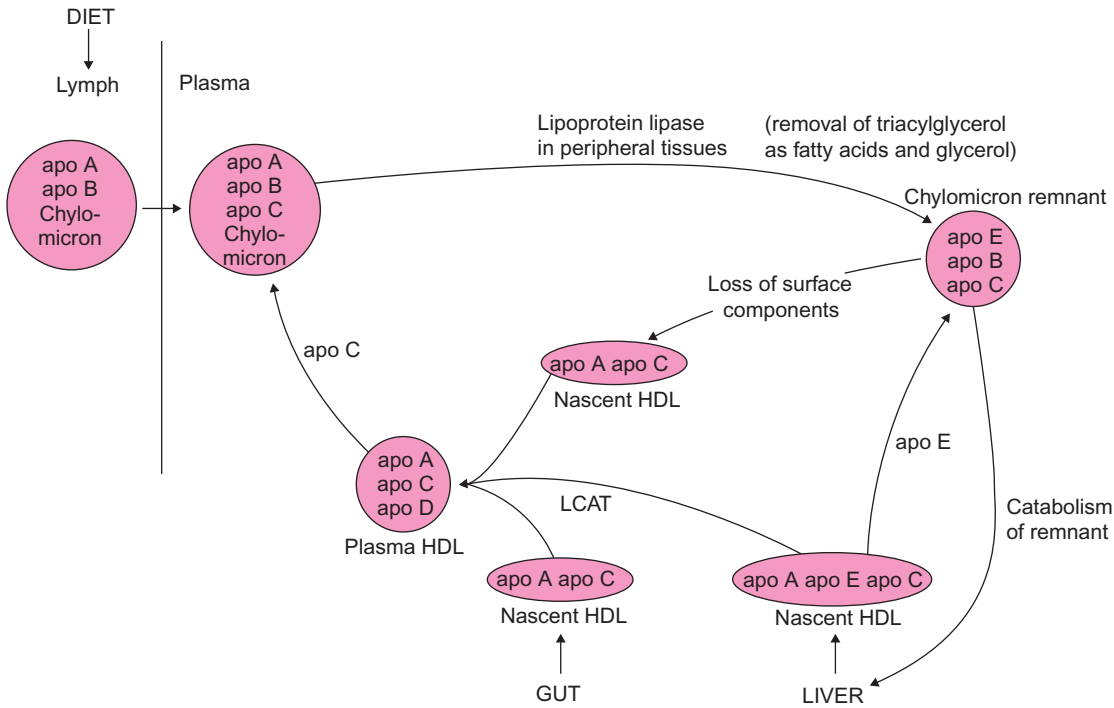 DIET
Lymph
Plasma
apo A
apo B
Chylo-
micron
apo A
apo B
apo C
Chylo-
micron
Lipoprotein lipase
in peripheral tissues
(removal of triacylglycerol
as fatty acids and glycerol)
Chylomicron remnant
apo E
apo B
apo C
Loss of surface
components
apo C
apo A apo C
Nascent HDL
apo E
apo A
apo C
apo D
Plasma HDL
LCAT
Catabolism
of remnant
apo A apo C
Nascent HDL
apo A apo E apo C
Nascent HDL
GUT
LIVER